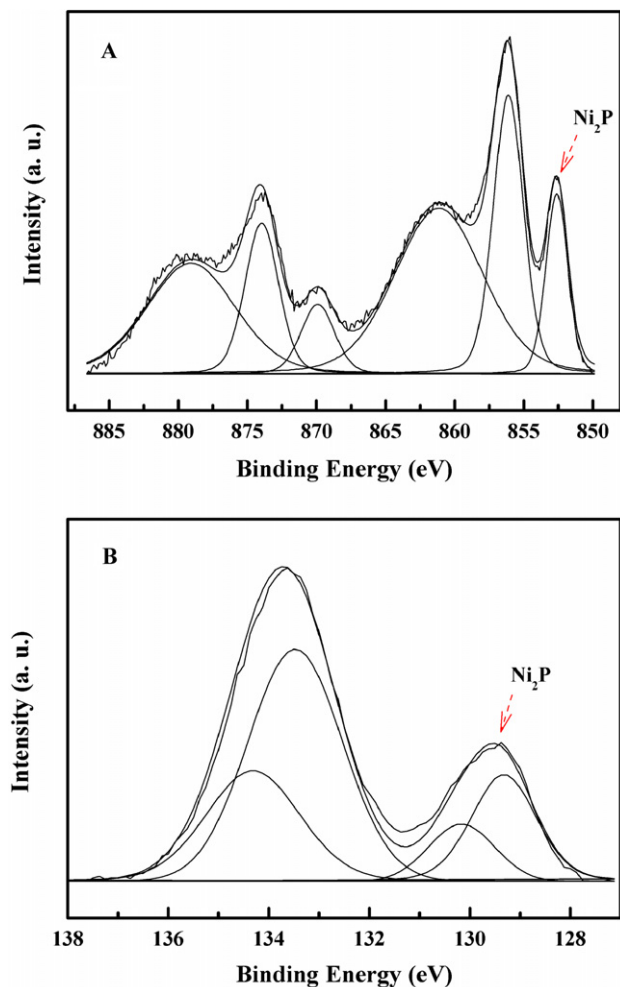 A
Ni₂P
Intensity (a. u.)
885 880 875 870 865 860 855 850
Binding Energy (eV)
B
Ni₂P
Intensity (a. u.)
138 136 134 132 130 128
Binding Energy (eV)